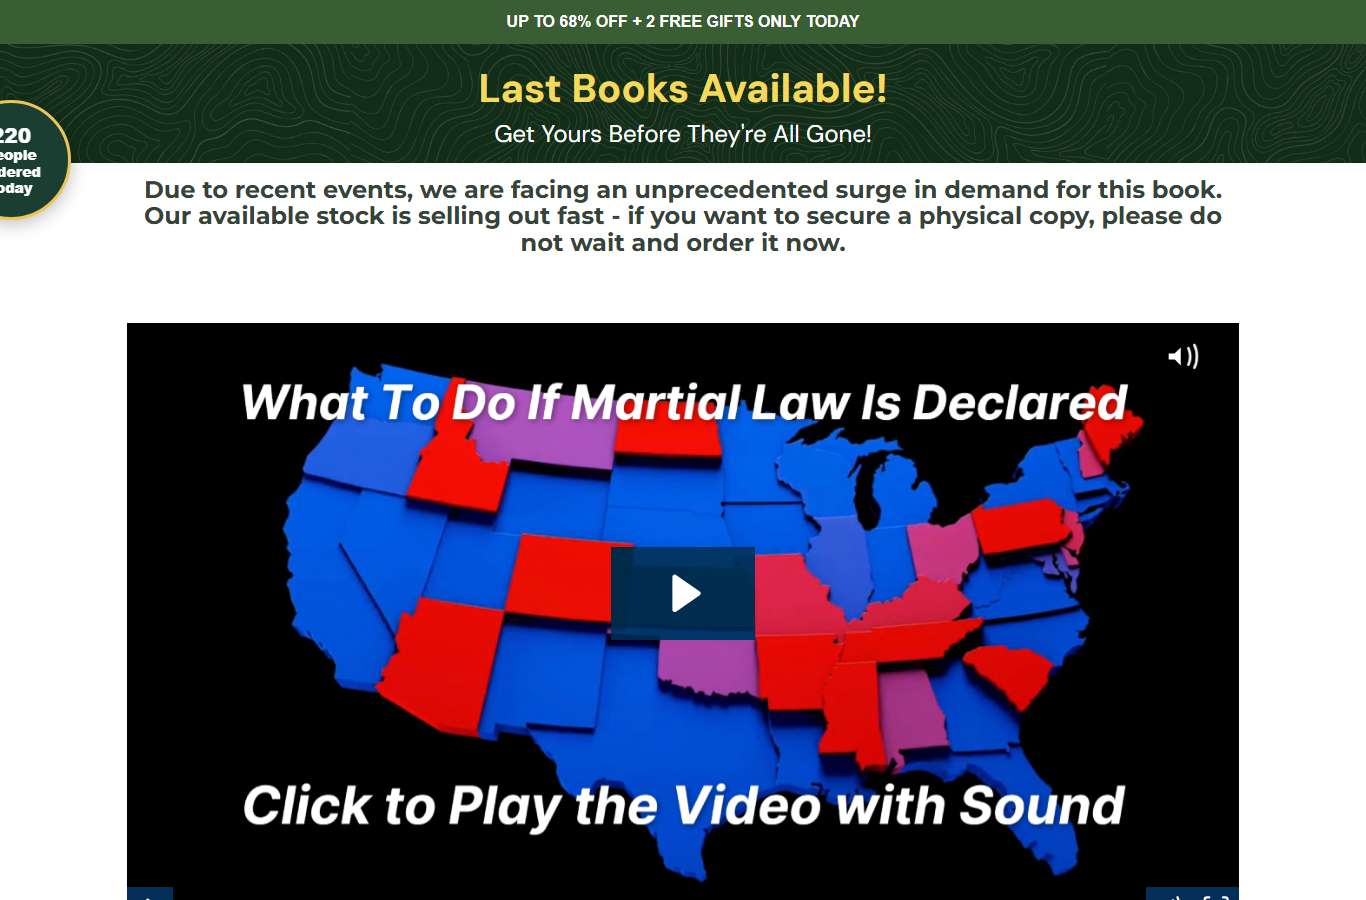 UP TO 68% OFF + 2 FREE GIFTS ONLY TODAY
Last Books Available!
Get Yours Before They're All Gone!
220
Due to recent events, we are facing an unprecedented surge in demand for this book.
Our available stock is selling out fast - if you want to secure a physical copy, please do
not wait and order it now.
What To Do If Martial Law Is Declared
Click to Play the Video with Sound